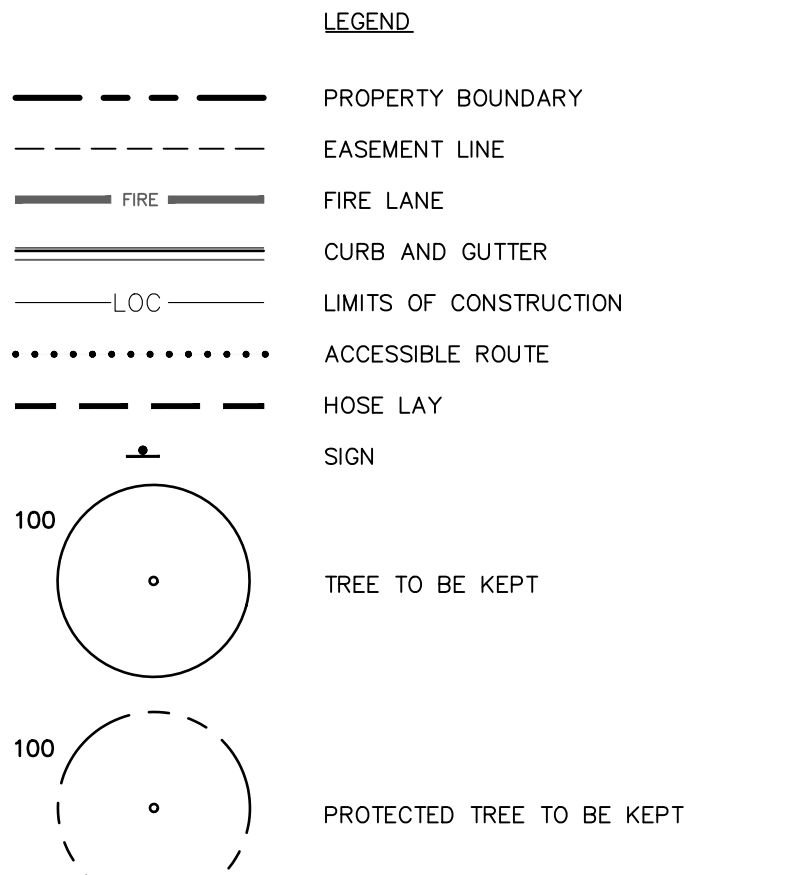 LEGEND
PROPERTY BOUNDARY
EASEMENT LINE
FIRE FIRE LANE
CURB AND GUTTER
LOC LIMITS OF CONSTRUCTION
ACCESSIBLE ROUTE
HOSE LAY
SIGN
100
TREE TO BE KEPT
100
PROTECTED TREE TO BE KEPT